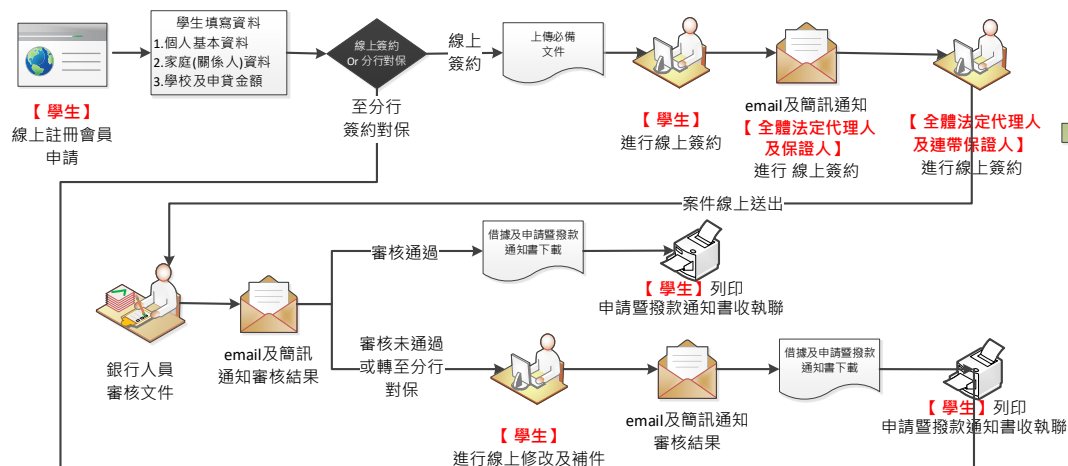 【 學生】
線上註冊會員
申請
學生填寫資料
1.個人基本資料
2.家庭(關係人)資料
3.學校及申貸金額
線上簽約
Or 分行對保
線上
簽約
至分行
簽約對保
上傳必備
文件
【 學生】
進行線上簽約
email及簡訊通知
【 全體法定代理人
及保證人】
進行 線上簽約
【 全體法定代理人
及連帶保證人】
進行線上簽約
案件線上送出
銀行人員
審核文件
email及簡訊
通知審核結果
審核通過
借據及申請暨撥款
通知書下載
【 學生】列印
申請暨撥款通知書收執聯
審核未通過
或轉至分行
對保
【 學生】
進行線上修改及補件
email及簡訊通知
審核結果
借據及申請暨撥款
通知書下載
【 學生】列印
申請暨撥款通知書收執聯